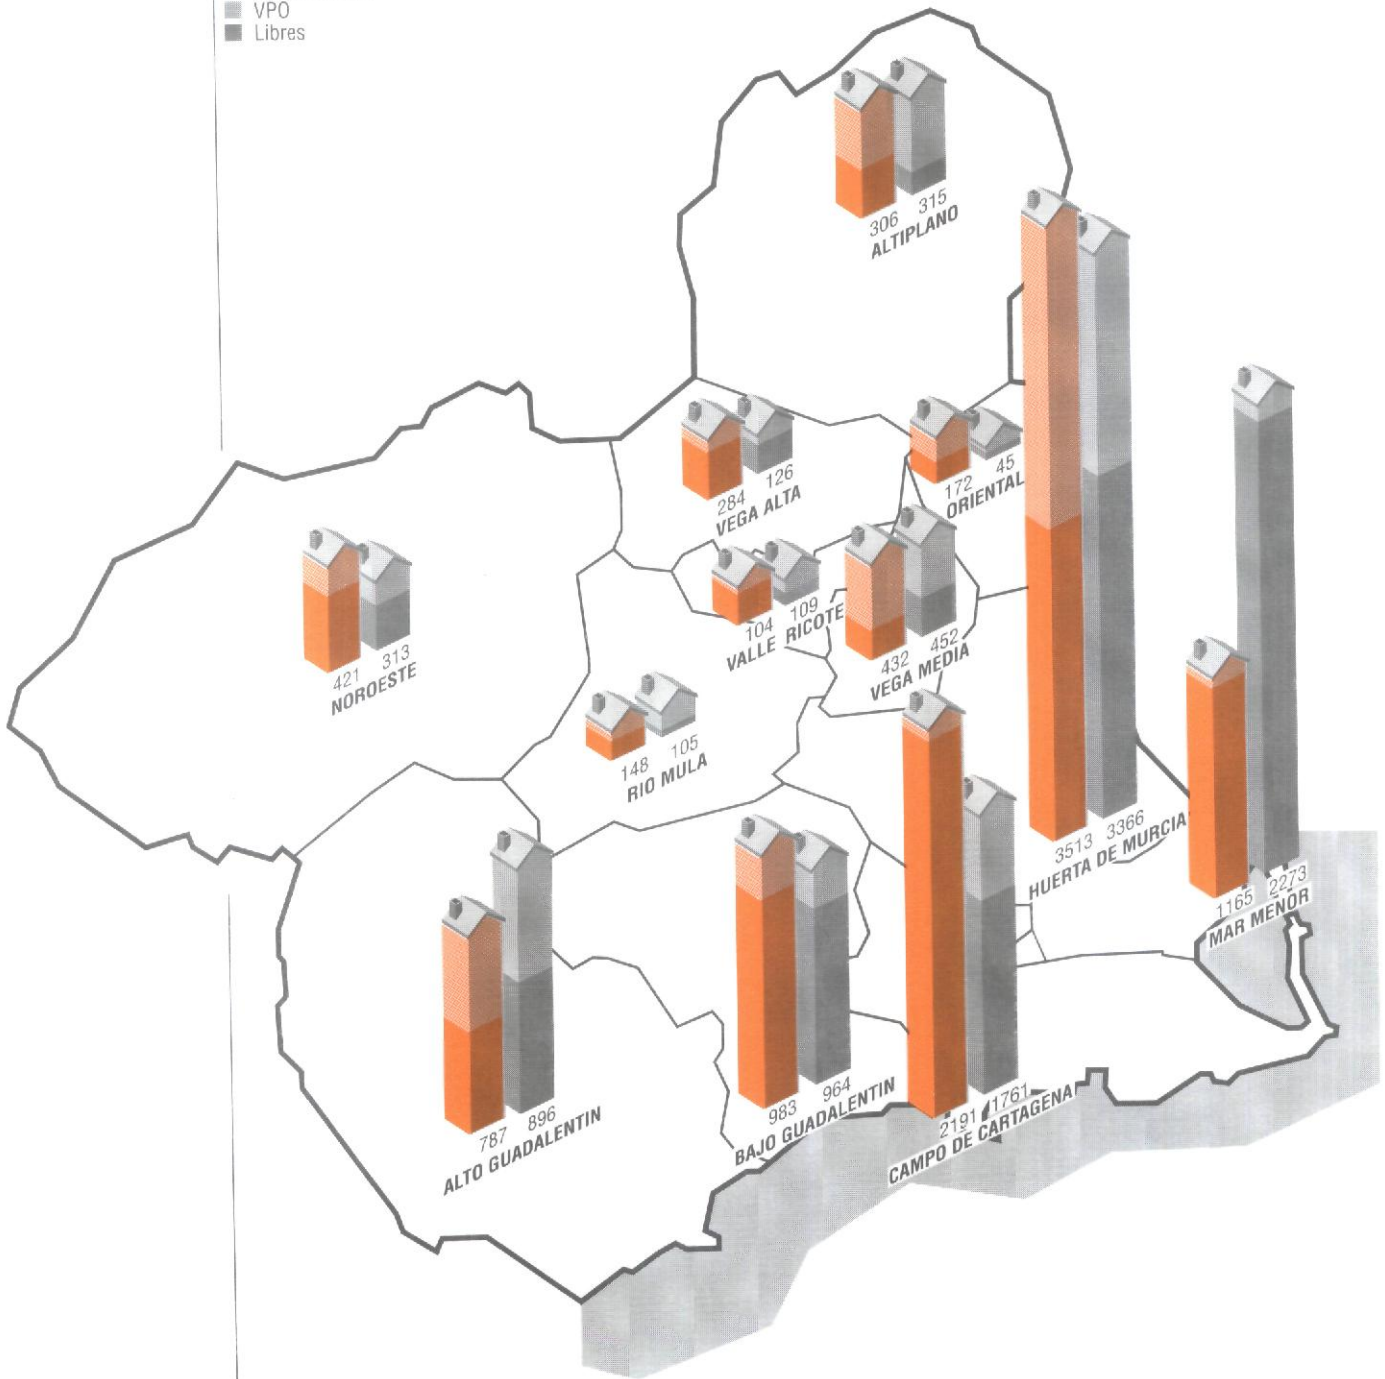 VPO
Libres
306 315
ALTIPLANO
284 126
VEGA ALTA
172 45
ORIENTAL
421 313
NOROESTE
104 109
VALLE RICOTE
432 452
VEGA MEDIA
148 105
RIO MULA
3513 3366
HUERTA DE MURCIA
1165 2273
MAR MENOR
787 896
ALTO GUADALENTIN
983 964
BAJO GUADALENTIN
2191 1761
CAMPO DE CARTAGENA